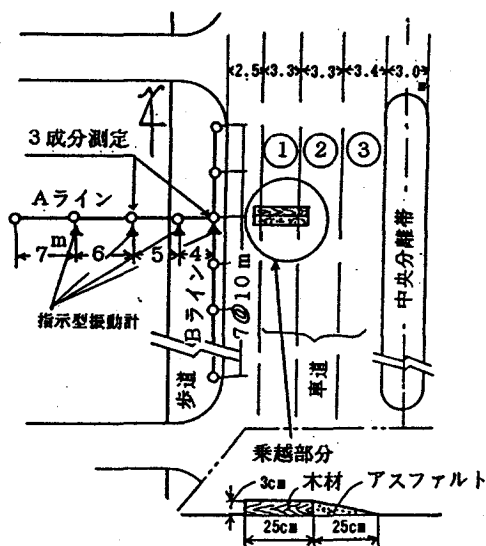 2.5 3.3 3.3 3.4 3.0
m
3成分測定
① ② ③
Aライン
7m 6 5 4
指示型振動計
Bライン
7@10m
中央分離帯
歩道
車道
乗越部分
3cm 木材 アスファルト
25cm 25cm